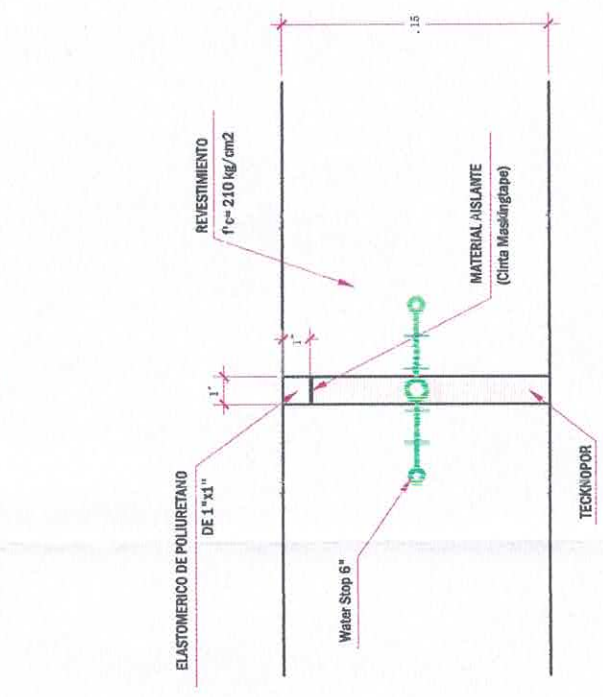 .15
REVESTIMIENTO
f'c= 210 kg/cm2
MATERIAL AISLANTE
(Cinta Maskingtape)
1"
1"
ELASTOMERICO DE POLIURETANO
DE 1"x1"
Water Stop 6"
TECKNOPOR